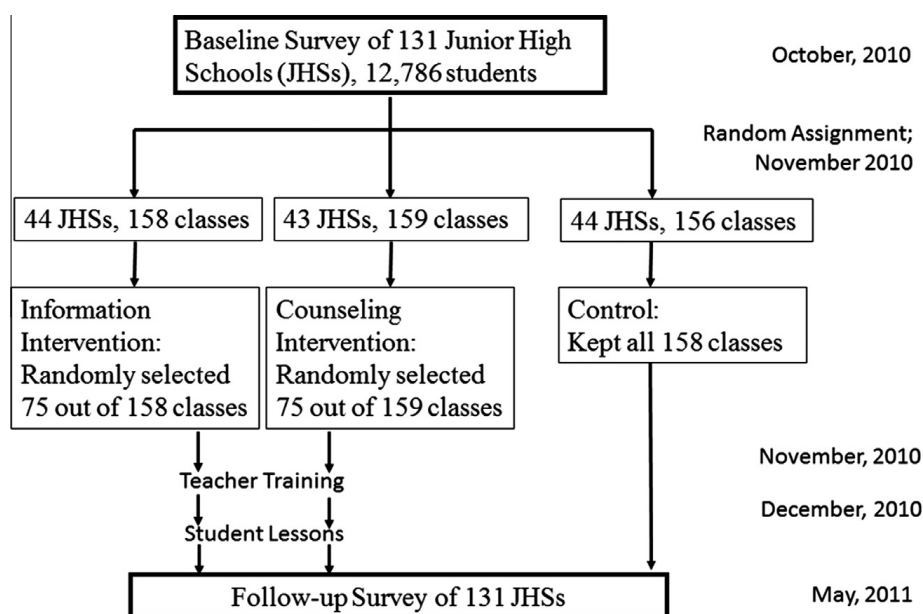 Baseline Survey of 131 Junior High
Schools (JHSs), 12,786 students
October, 2010
Random Assignment;
November 2010
44 JHSs, 158 classes
43 JHSs, 159 classes
44 JHSs, 156 classes
Information
Intervention:
Randomly selected
75 out of 158 classes
Counseling
Intervention:
Randomly selected
75 out of 159 classes
Control:
Kept all 158 classes
November, 2010
Teacher Training
December, 2010
Student Lessons
Follow-up Survey of 131 JHSs
May, 2011